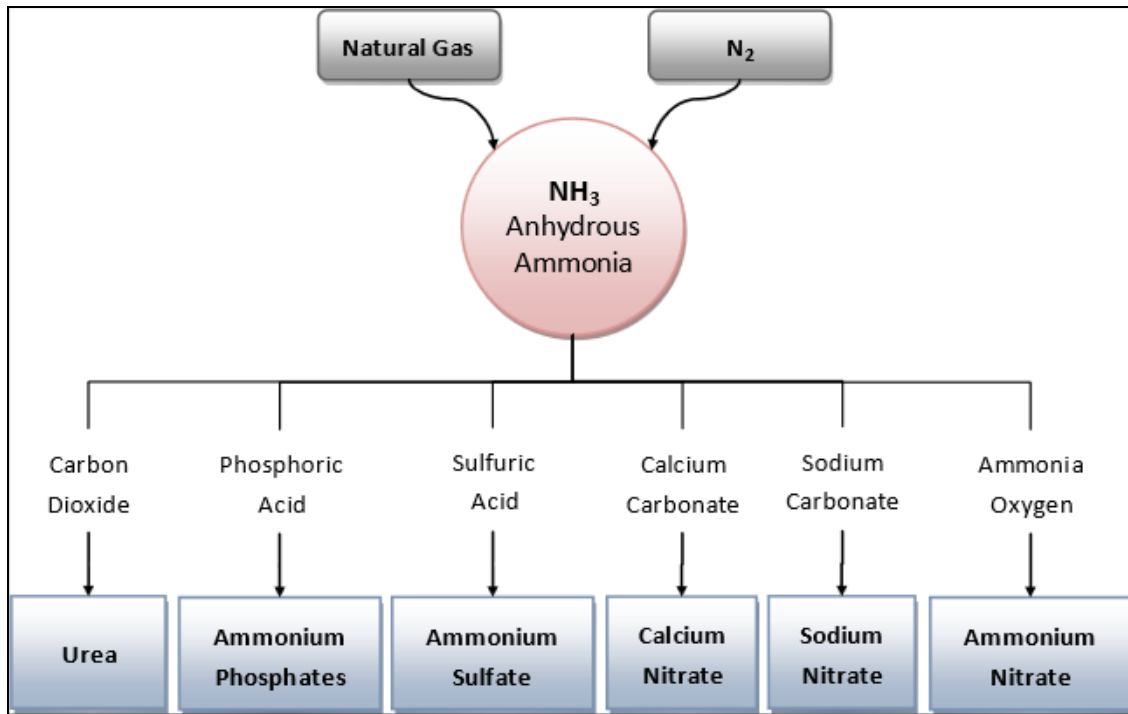 Natural Gas
N₂
NH₃
Anhydrous
Ammonia
Carbon
Dioxide
Phosphoric
Acid
Sulfuric
Acid
Calcium
Carbonate
Sodium
Carbonate
Ammonia
Oxygen
Urea
Ammonium
Phosphates
Ammonium
Sulfate
Calcium
Nitrate
Sodium
Nitrate
Ammonium
Nitrate